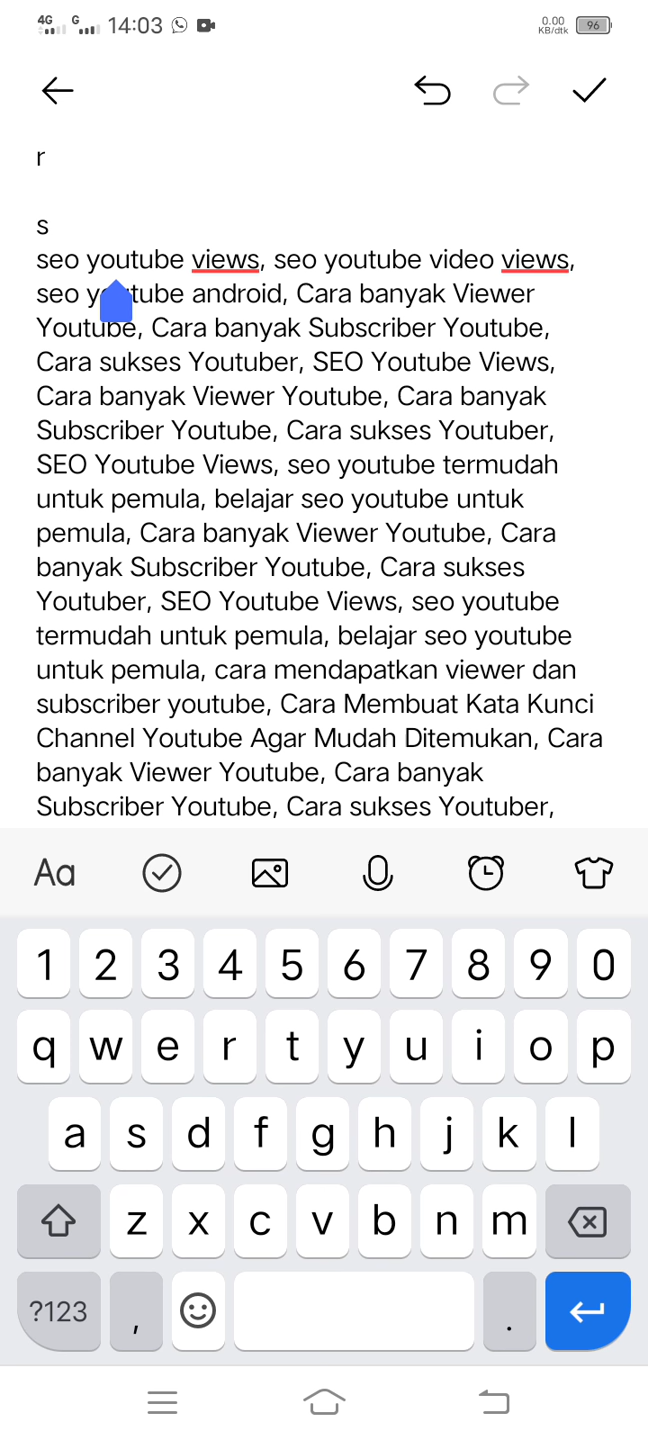 4G G 14:03 0.00 KB/dtk 96
r
s
seo youtube views, seo youtube video views,
seo youtube android, Cara banyak Viewer
Youtube, Cara banyak Subscriber Youtube,
Cara sukses Youtuber, SEO Youtube Views,
Cara banyak Viewer Youtube, Cara banyak
Subscriber Youtube, Cara sukses Youtuber,
SEO Youtube Views, seo youtube termudah
untuk pemula, belajar seo youtube untuk
pemula, Cara banyak Viewer Youtube, Cara
banyak Subscriber Youtube, Cara sukses
Youtuber, SEO Youtube Views, seo youtube
termudah untuk pemula, belajar seo youtube
untuk pemula, cara mendapatkan viewer dan
subscriber youtube, Cara Membuat Kata Kunci
Channel Youtube Agar Mudah Ditemukan, Cara
banyak Viewer Youtube, Cara banyak
Subscriber Youtube, Cara sukses Youtuber,
Aa
1 2 3 4 5 6 7 8 9 0
q w e r t y u i o p
a s d f g h j k l
z x c v b n m
?123 , .